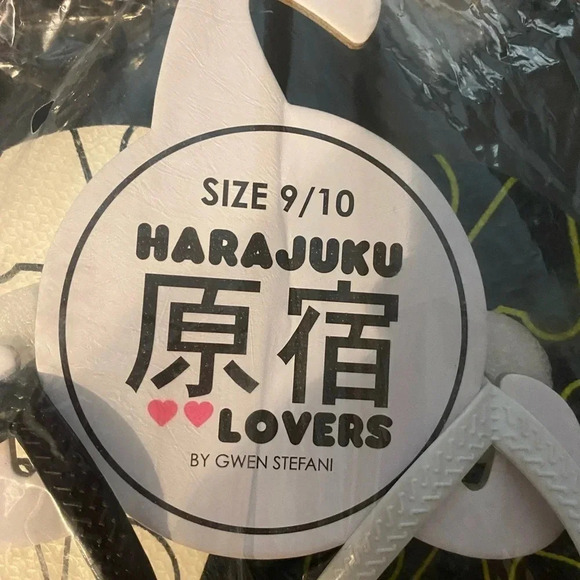 SIZE 9/10
HARAJUKU
原宿
LOVERS
BY GWEN STEFANI